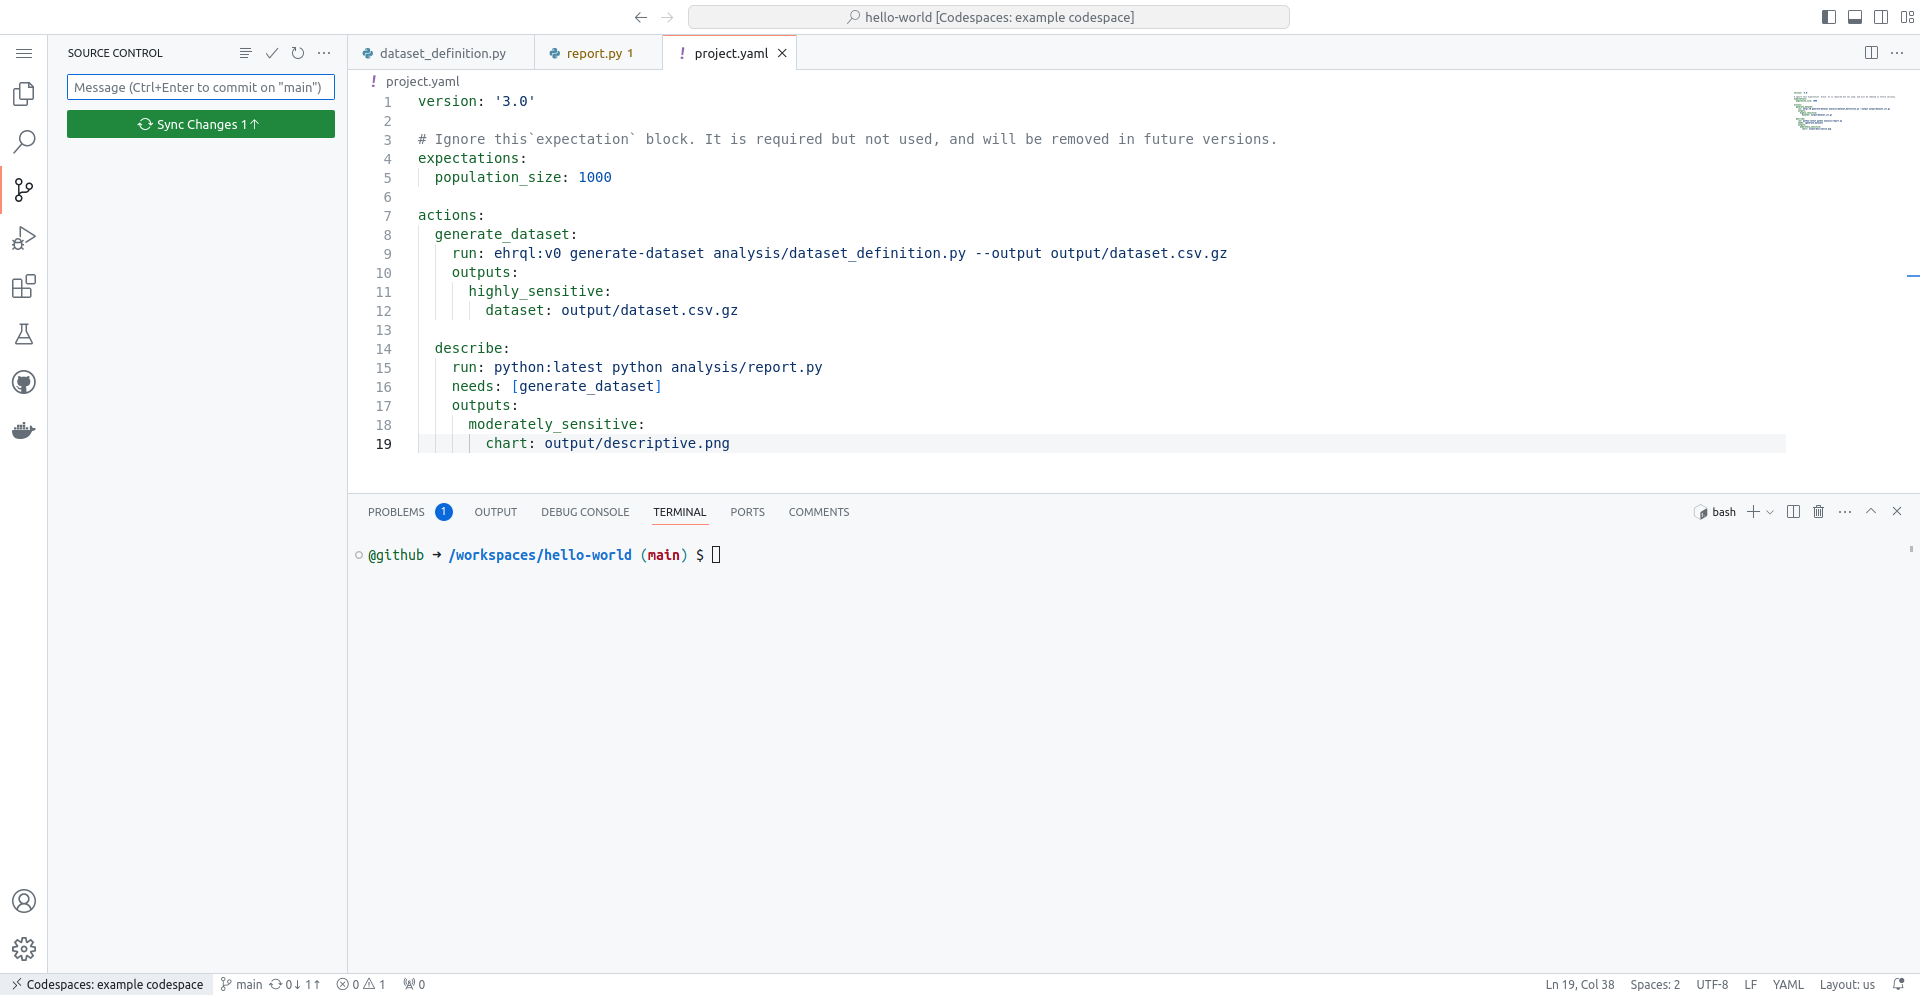 hello-world [Codespaces: example codespace]
SOURCE CONTROL
Message (Ctrl+Enter to commit on "main")
Sync Changes 1↑
dataset_definition.py
report.py 1
! project.yaml
! project.yaml
1 version: '3.0'
2
3 # Ignore this`expectation` block. It is required but not used, and will be removed in future versions.
4 expectations:
5 population_size: 1000
6
7 actions:
8 generate_dataset:
9 run: ehrql:v0 generate-dataset analysis/dataset_definition.py --output output/dataset.csv.gz
10 outputs:
11 highly_sensitive:
12 dataset: output/dataset.csv.gz
13
14 describe:
15 run: python:latest python analysis/report.py
16 needs: [generate_dataset]
17 outputs:
18 moderately_sensitive:
19 chart: output/descriptive.png
PROBLEMS 1 OUTPUT DEBUG CONSOLE TERMINAL PORTS COMMENTS
bash
@github ➜ /workspaces/hello-world (main) $
Codespaces: example codespace main 0↓ 1↑ 0 1 0
Ln 19, Col 38 Spaces: 2 UTF-8 LF YAML Layout: us